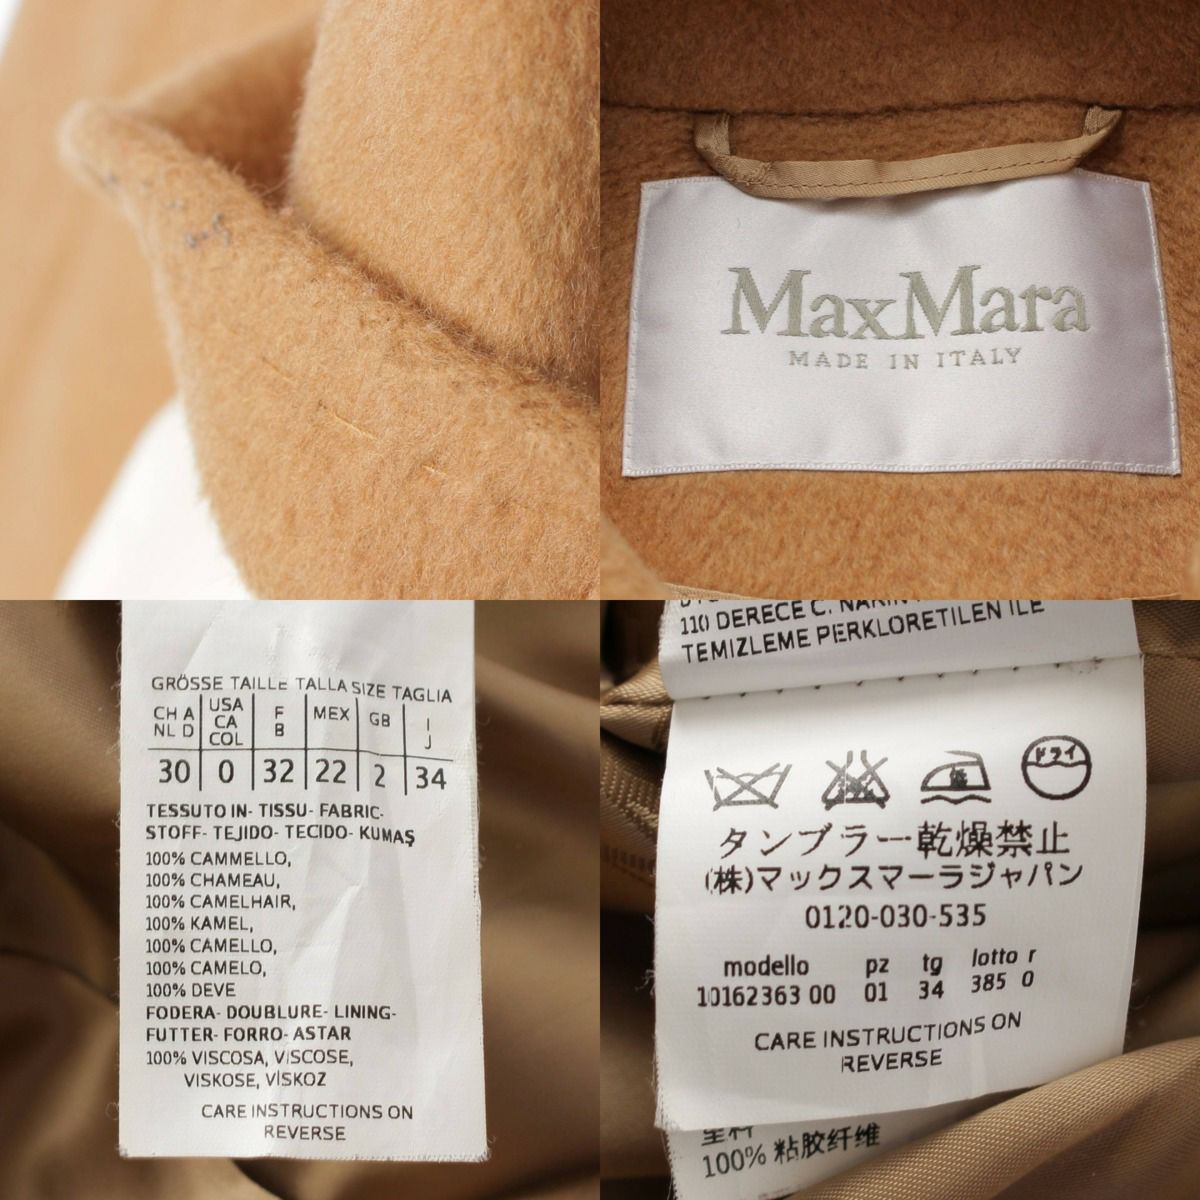 MaxMara
MADE IN ITALY
GRÖSSE TAILLE TALLA SIZE TAGLIA
CH A NL D USA CA COL F B MEX GB I J
30 0 32 22 2 34
TESSUTO IN- TISSU- FABRIC-
STOFF- TEJIDO- TECIDO- KUMAŞ
100% CAMMELLO,
100% CHAMEAU,
100% CAMELHAIR,
100% KAMEL,
100% CAMELLO,
100% CAMELO,
100% DEVE
FODERA- DOUBLURE- LINING-
FUTTER- FORRO- ASTAR
100% VISCOSA, VISCOSE,
VISKOSE, VİSKOZ
CARE INSTRUCTIONS ON
REVERSE
110 DERECE C.
TEMIZLEME PERKLORETILEN ILE
ドライ
タンブラー乾燥禁止
(株)マックスマーラジャパン
0120-030-535
modello pz tg lotto r
10162363 00 01 34 385 0
CARE INSTRUCTIONS ON
REVERSE
100% 粘胶纤维